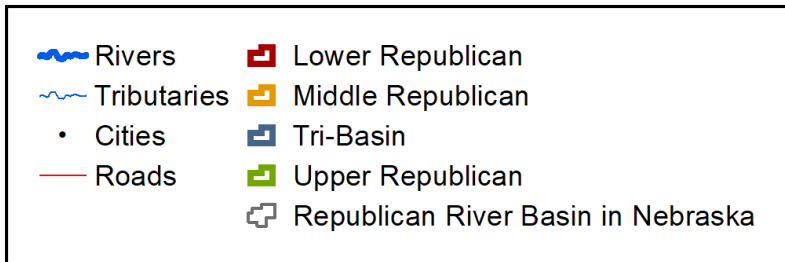 Rivers
Tributaries
Cities
Roads
Lower Republican
Middle Republican
Tri-Basin
Upper Republican
Republican River Basin in Nebraska